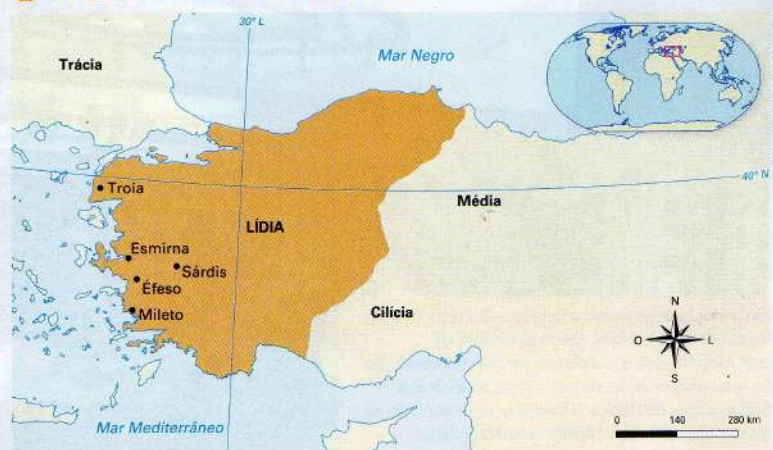 30° L
Mar Negro
Trácia
40° N
Troia
Média
LÍDIA
Esmirna
Sárdis
Éfeso
Mileto
Cilícia
N
O
L
S
Mar Mediterrâneo
0 140 280 km